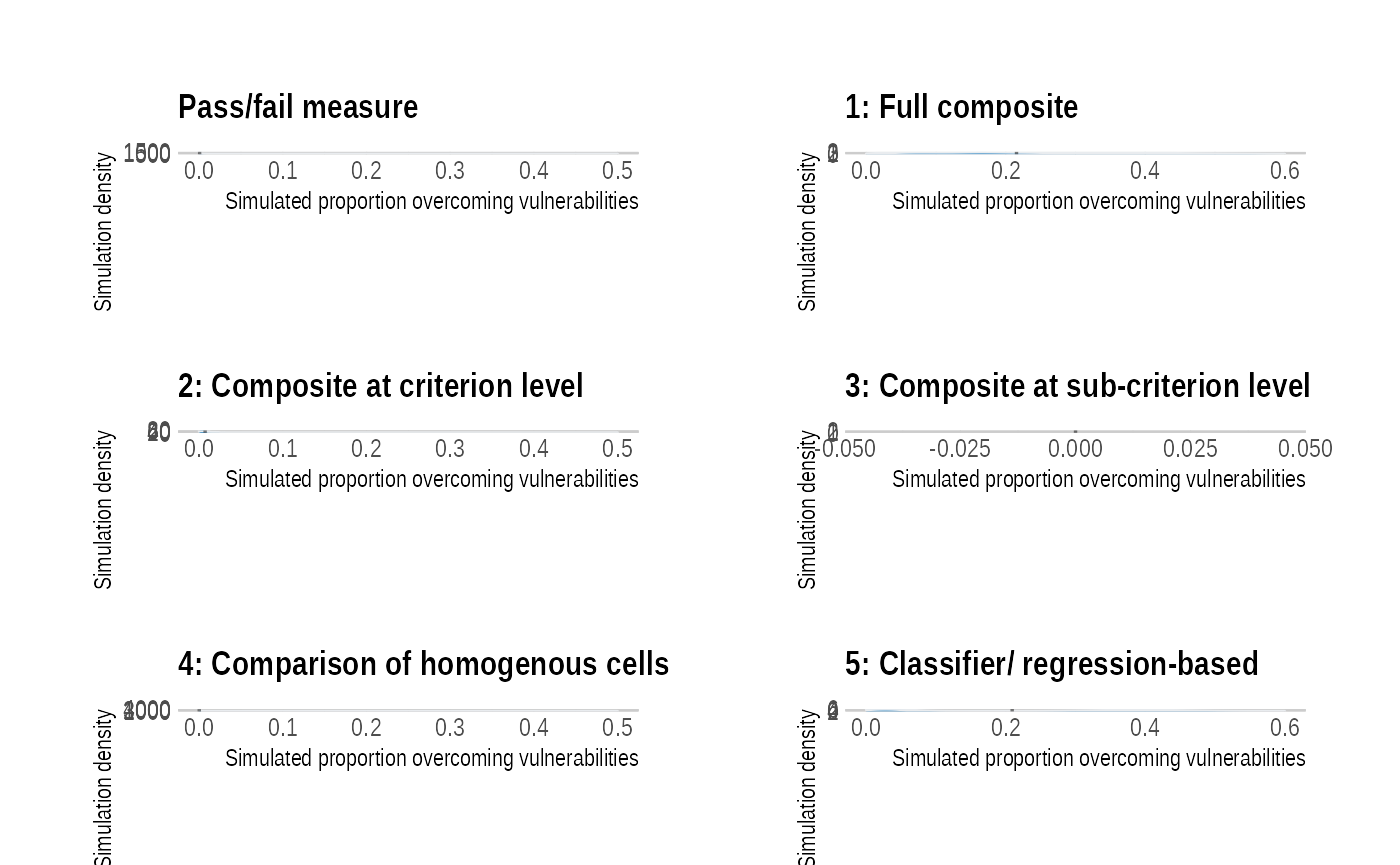 Pass/fail measure
Simulation density
0.0 0.1 0.2 0.3 0.4 0.5
Simulated proportion overcoming vulnerabilities
1: Full composite
Simulation density
0.0 0.2 0.4 0.6
Simulated proportion overcoming vulnerabilities
2: Composite at criterion level
Simulation density
0.0 0.1 0.2 0.3 0.4 0.5
Simulated proportion overcoming vulnerabilities
3: Composite at sub-criterion level
Simulation density
-0.050 -0.025 0.000 0.025 0.050
Simulated proportion overcoming vulnerabilities
4: Comparison of homogenous cells
Simulation density
0.0 0.1 0.2 0.3 0.4 0.5
Simulated proportion overcoming vulnerabilities
5: Classifier/ regression-based
Simulation density
0.0 0.2 0.4 0.6
Simulated proportion overcoming vulnerabilities